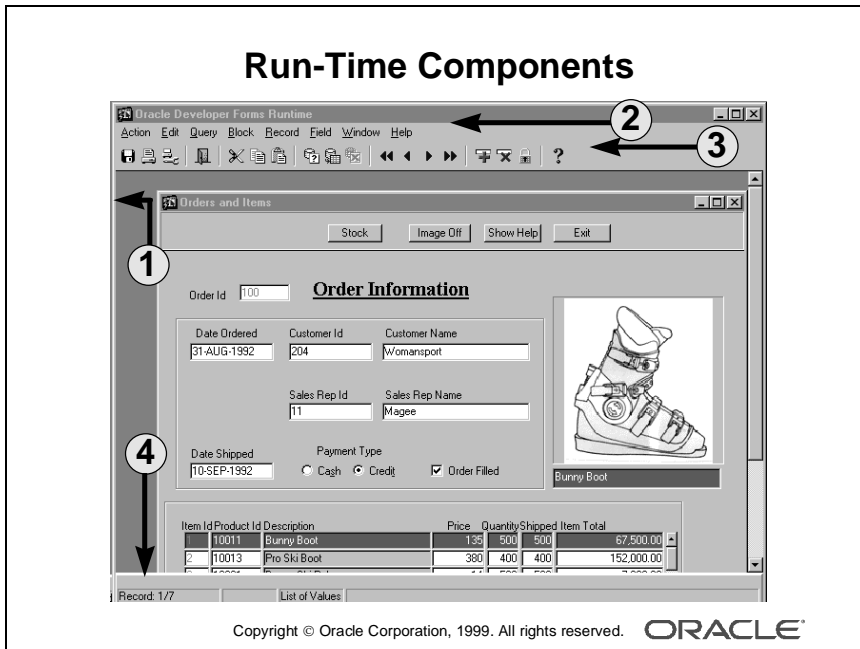 Run-Time Components
Oracle Developer Forms Runtime
Action Edit Query Block Record Field Window Help
2
3
Orders and Items
Stock Image Off Show Help Exit
1
Order Id 100 Order Information
Date Ordered Customer Id Customer Name
31-AUG-1992 204 Womansport
Sales Rep Id Sales Rep Name
11 Magee
4
Date Shipped Payment Type
10-SEP-1992 Cash Credit Order Filled
Bunny Boot
Item Id Product Id Description Price Quantity Shipped Item Total
1 10011 Bunny Boot 135 500 500 67,500.00
2 10013 Pro Ski Boot 380 400 400 152,000.00
Record: 1/7 List of Values
Copyright © Oracle Corporation, 1999. All rights reserved. ORACLE®